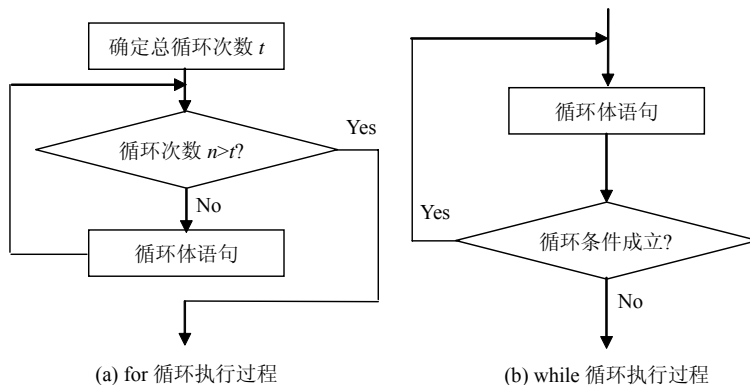 确定总循环次数 t
循环次数 n>t?
Yes
No
循环体语句
(a) for 循环执行过程
循环体语句
Yes
循环条件成立?
No
(b) while 循环执行过程